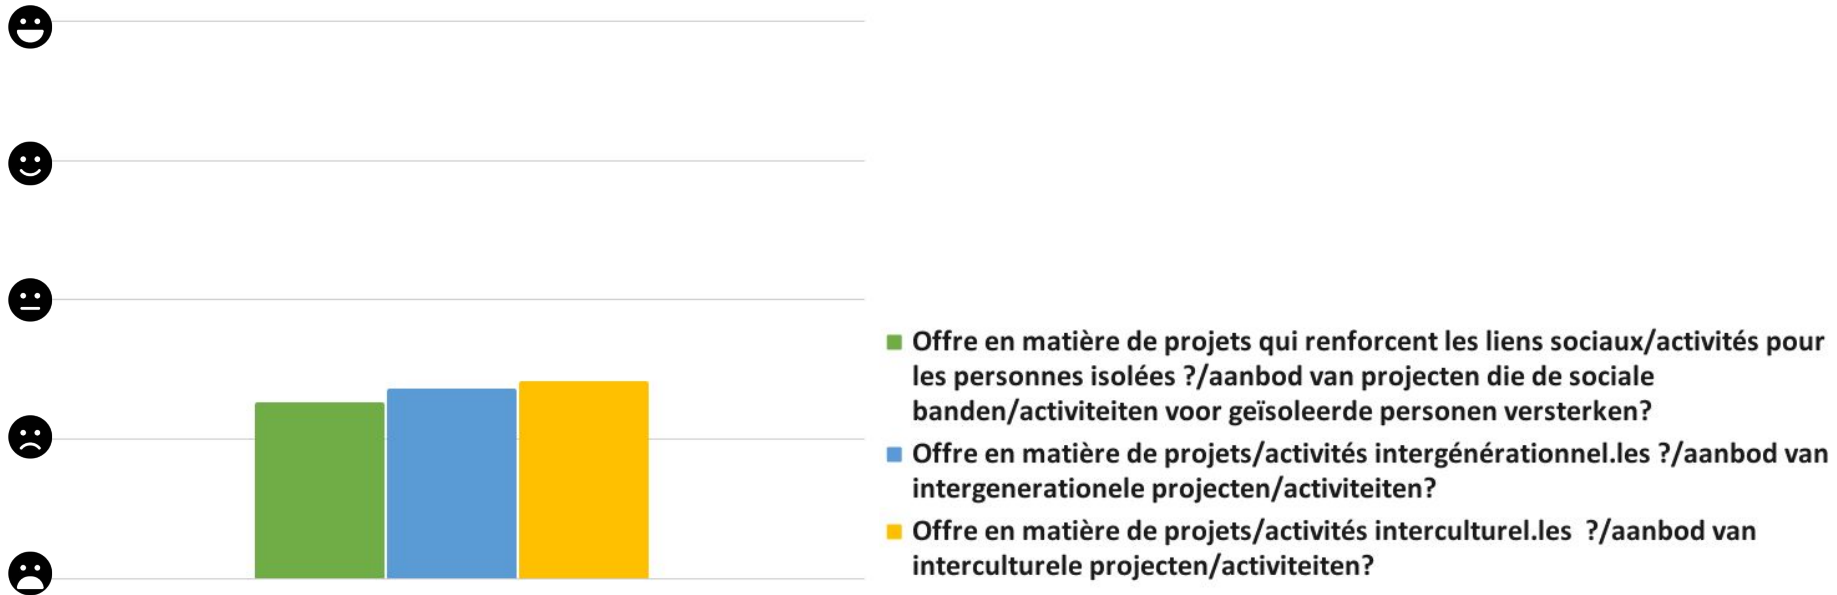 Offre en matière de projets qui renforcent les liens sociaux/activités pour
les personnes isolées ?/aanbod van projecten die de sociale
banden/activiteiten voor geïsoleerde personen versterken?
Offre en matière de projets/activités intergénérationnel.les ?/aanbod van
intergenerationele projecten/activiteiten?
Offre en matière de projets/activités interculturel.les ?/aanbod van
interculturele projecten/activiteiten?